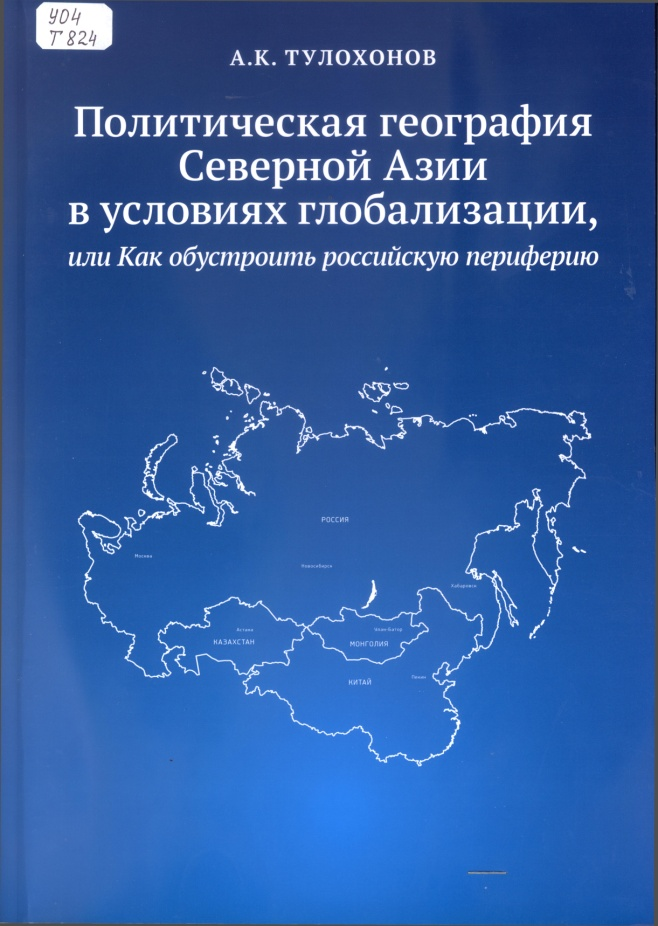 У04
Т 824
А.К. ТУЛОХОНОВ
Политическая география
Северной Азии
в условиях глобализации,
или Как обустроить российскую периферию
РОССИЯ
Москва
Новосибирск
Хабаровск
Астана
Улан-Батор
КАЗАХСТАН
МОНГОЛИЯ
КИТАЙ
Пекин